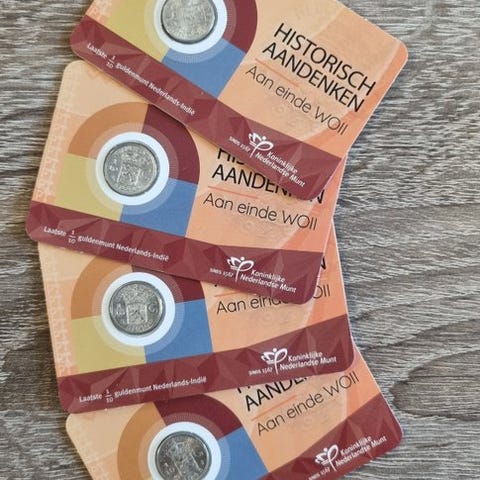 HISTORISCH
AANDENKEN
Aan einde WOII
Laatste 1/10 guldenmunt Nederlands-Indië
SINDS 1567
Koninklijke
Nederlandse Munt
AANDENKEN
Aan einde WOII
Laatste 1/10 guldenmunt Nederlands-Indië
SINDS 1567
Koninklijke
Nederlandse Munt
Aan einde WOII
Laatste 1/10 guldenmunt Nederlands-Indië
SINDS 1567
Koninklijke
Nederlandse Munt
Aan einde WOII
SINDS 1567
Koninklijke
Nederlandse Munt